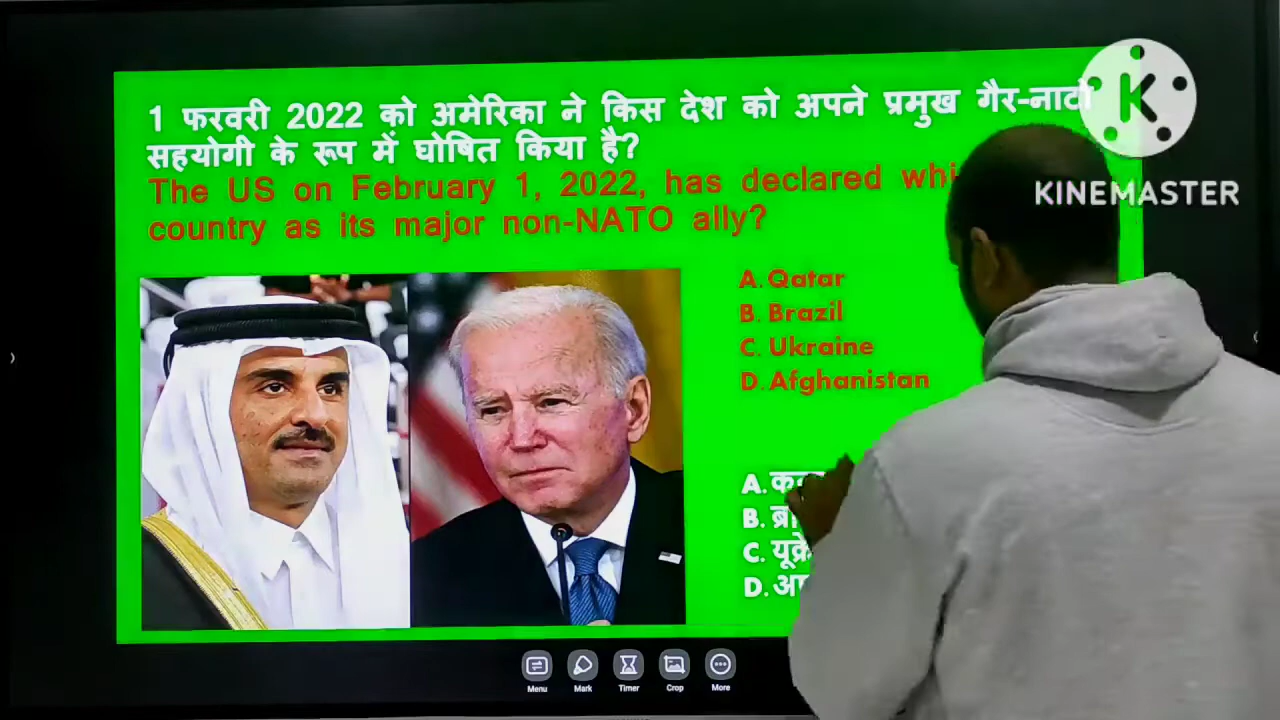 1 फरवरी 2022 को अमेरिका ने किस देश को अपने प्रमुख गैर-नाटो
सहयोगी के रूप में घोषित किया है?
The US on February 1, 2022, has declared
country as its major non-NATO ally?
A. Qatar
B. Brazil
C. Ukraine
D. Afghanistan
A.
B.
C.
D.
Menu
Mark
Timer
Crop
More
K
KINEMASTER